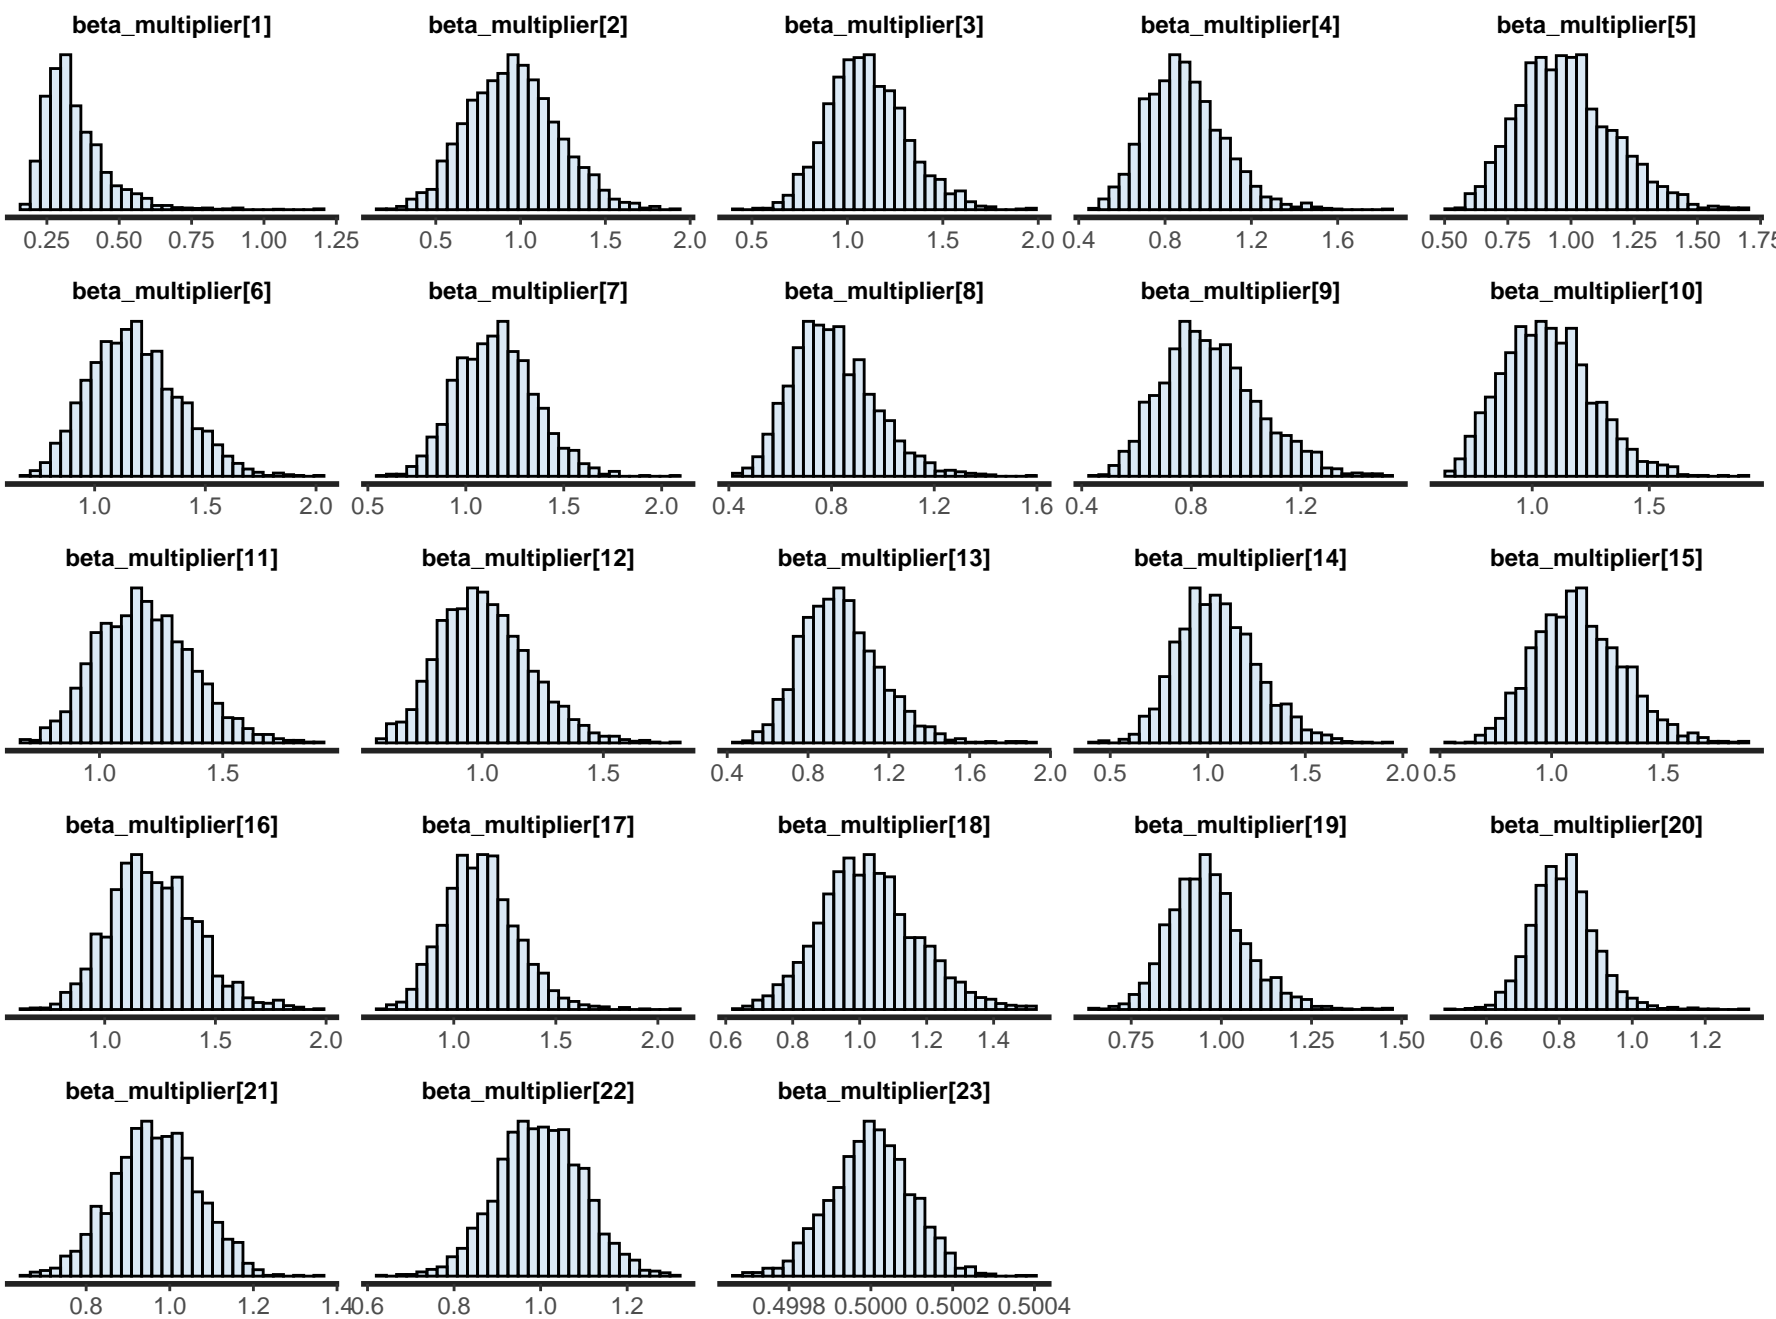 beta_multiplier[1] beta_multiplier[2] beta_multiplier[3] beta_multiplier[4] beta_multiplier[5]
0.25 0.50 0.75 1.00 1.25 0.5 1.0 1.5 2.0 0.5 1.0 1.5 2.0 0.4 0.8 1.2 1.6 0.50 0.75 1.00 1.25 1.50 1.75
beta_multiplier[6] beta_multiplier[7] beta_multiplier[8] beta_multiplier[9] beta_multiplier[10]
1.0 1.5 2.0 0.5 1.0 1.5 2.0 0.4 0.8 1.2 1.6 0.4 0.8 1.2 1.0 1.5
beta_multiplier[11] beta_multiplier[12] beta_multiplier[13] beta_multiplier[14] beta_multiplier[15]
1.0 1.5 1.0 1.5 0.4 0.8 1.2 1.6 2.0 0.5 1.0 1.5 2.0 0.5 1.0 1.5
beta_multiplier[16] beta_multiplier[17] beta_multiplier[18] beta_multiplier[19] beta_multiplier[20]
1.0 1.5 2.0 1.0 1.5 2.0 0.6 0.8 1.0 1.2 1.4 0.75 1.00 1.25 1.50 0.6 0.8 1.0 1.2
beta_multiplier[21] beta_multiplier[22] beta_multiplier[23]
0.8 1.0 1.2 1.4 0.6 0.8 1.0 1.2 0.4998 0.5000 0.5002 0.5004